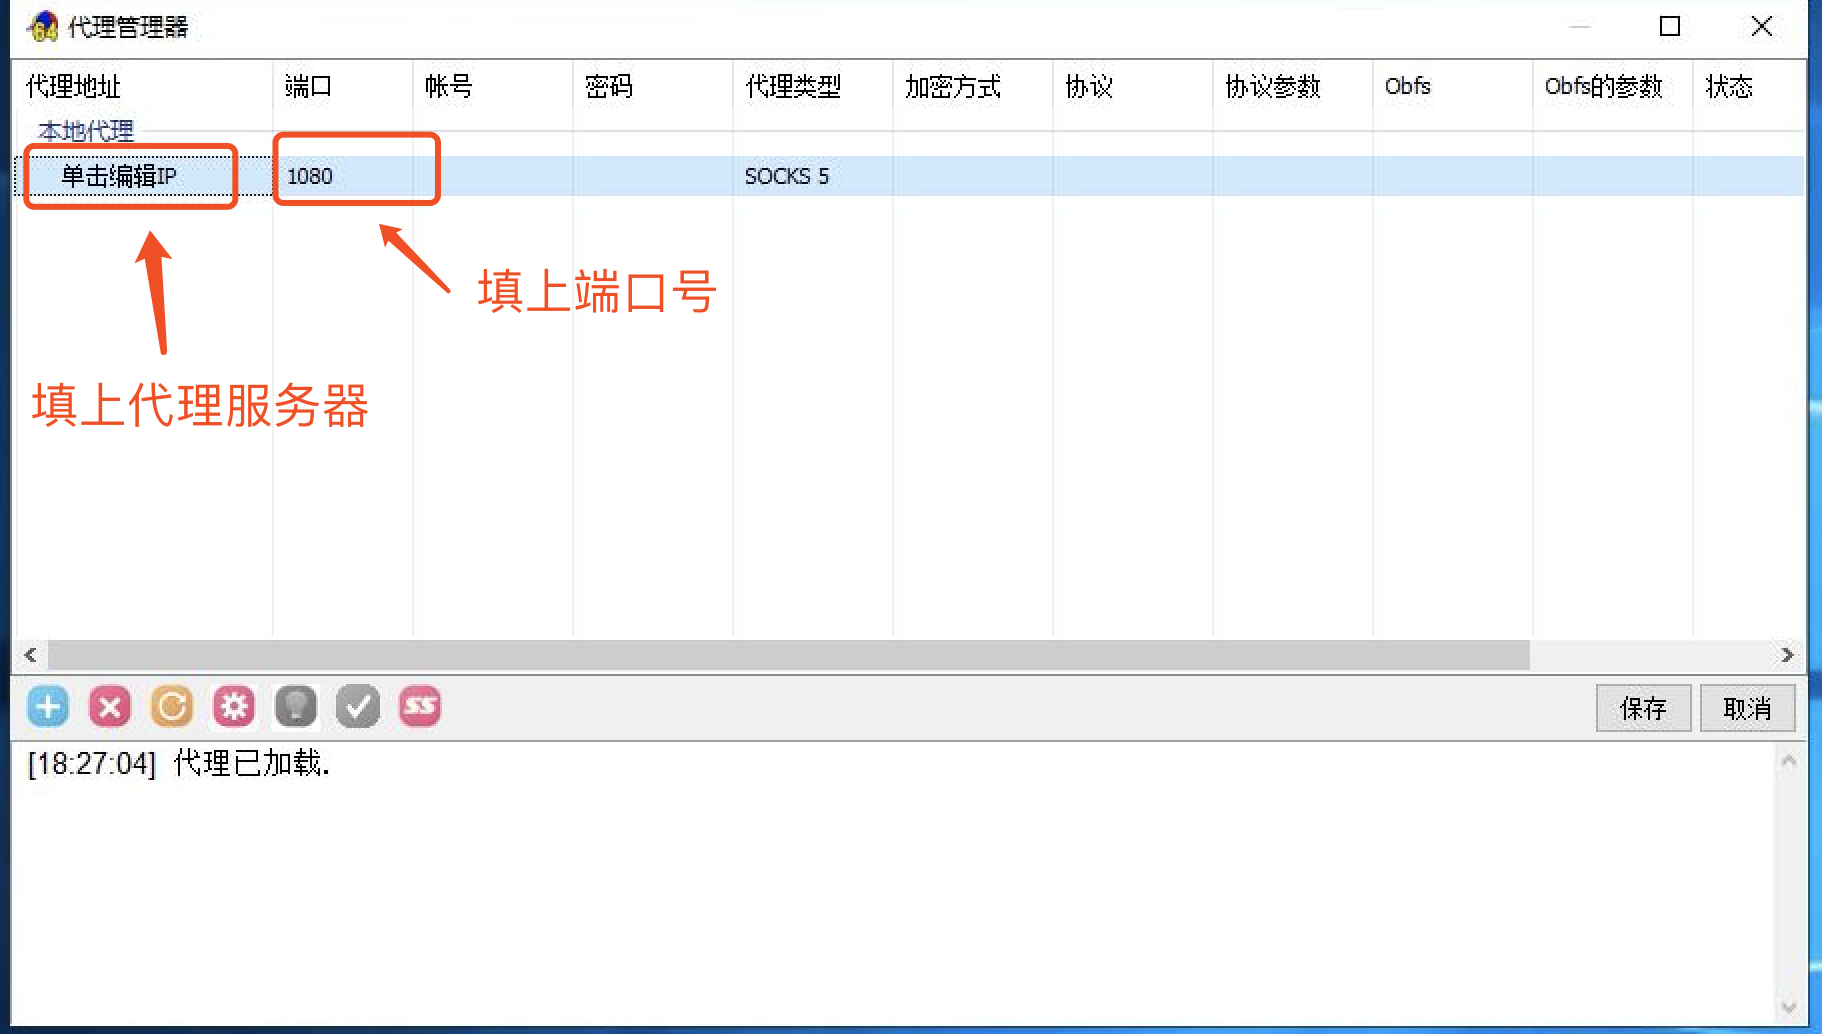 代理管理器
代理地址 端口 帐号 密码 代理类型 加密方式 协议 协议参数 Obfs Obfs的参数 状态
本地代理
单击编辑IP 1080 SOCKS 5
填上端口号
填上代理服务器
SS
保存 取消
[18:27:04] 代理已加载.